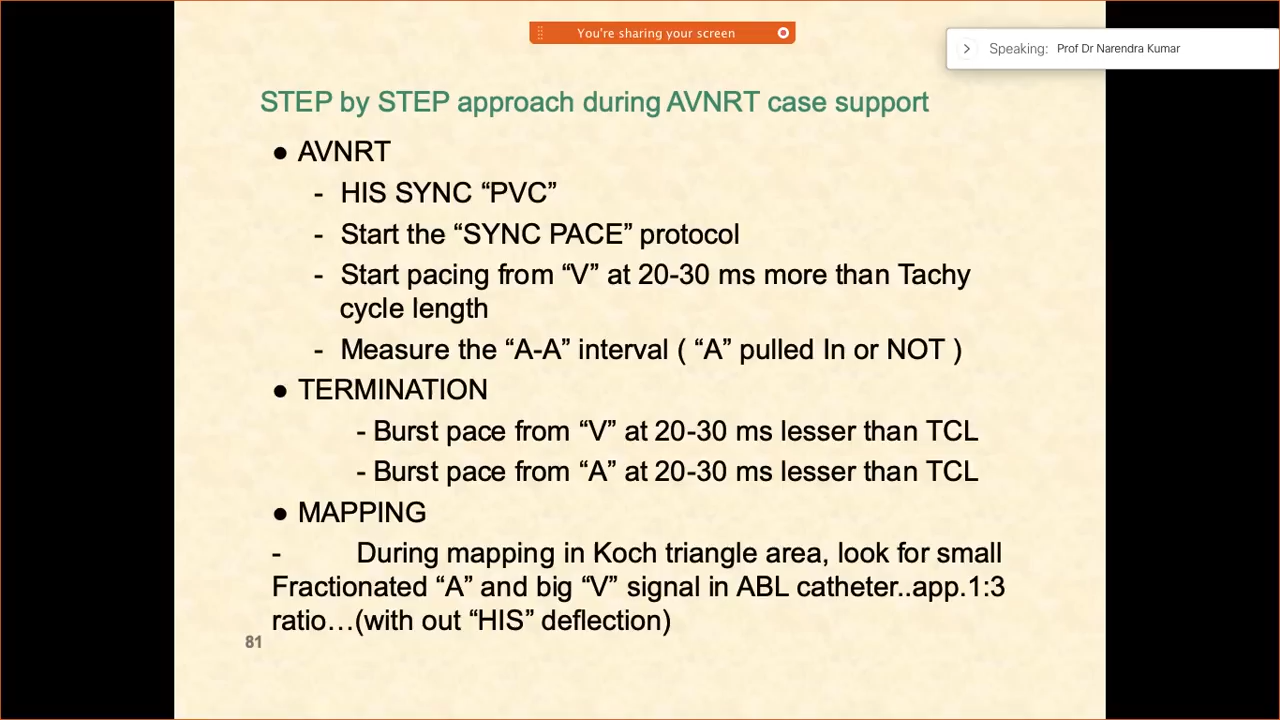 You're sharing your screen
Speaking: Prof Dr Narendra Kumar
STEP by STEP approach during AVNRT case support
● AVNRT
- HIS SYNC “PVC”
- Start the “SYNC PACE” protocol
- Start pacing from “V” at 20-30 ms more than Tachy
cycle length
- Measure the “A-A” interval ( “A” pulled In or NOT )
● TERMINATION
- Burst pace from “V” at 20-30 ms lesser than TCL
- Burst pace from “A” at 20-30 ms lesser than TCL
● MAPPING
- During mapping in Koch triangle area, look for small
Fractionated “A” and big “V” signal in ABL catheter..app.1:3
ratio…(with out “HIS” deflection)
81